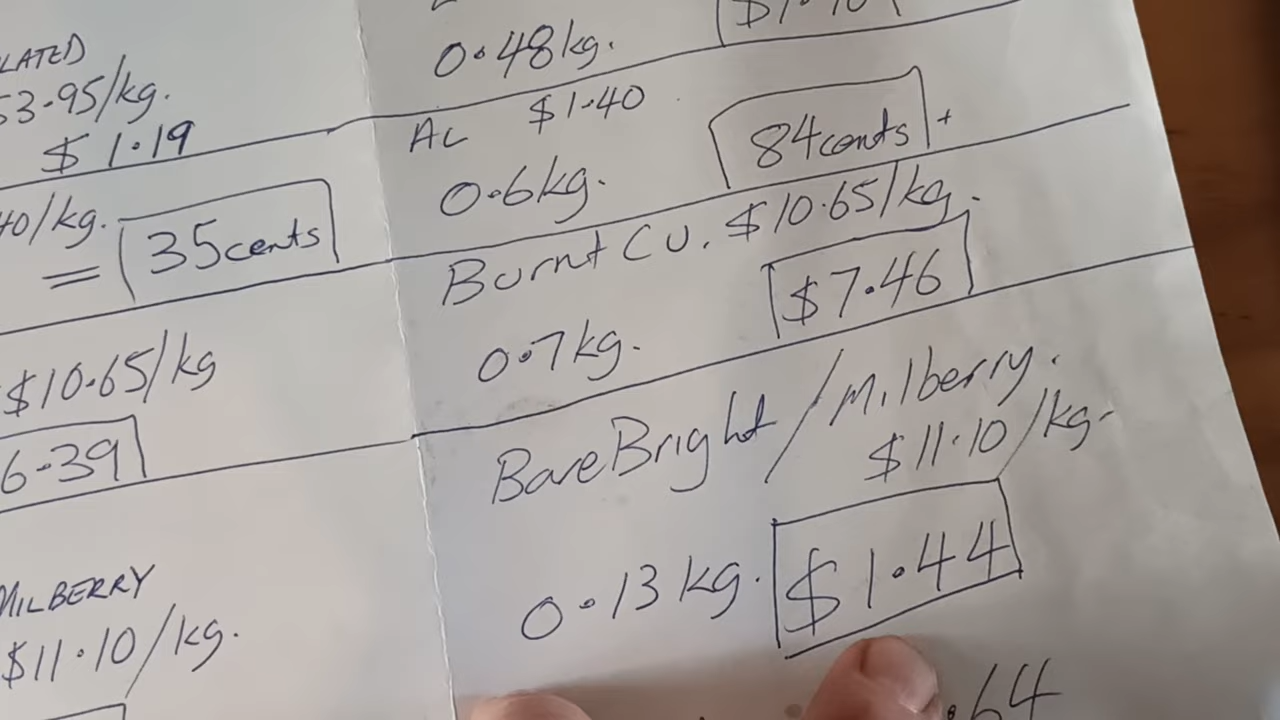 LATED
53.95/kg.
$1.19
40/kg.
= 35cents
$10.65/kg
6.39
MILBERRY
$11.10/kg.
0.48kg.
AL $1.40
0.6kg. 84cents +
Burnt CU. $10.65/kg.
0.7kg. $7.46
BareBright/Milberry.
$11.10/kg.
0.13kg. $1.44
.64